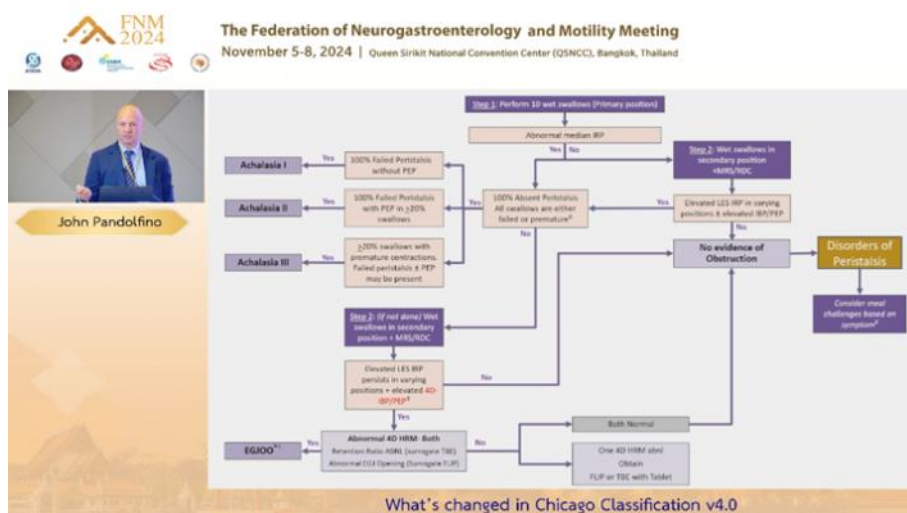 FNM
2024
The Federation of Neurogastroenterology and Motility Meeting
November 5-8, 2024 | Queen Sirikit National Convention Center (QSNCC), Bangkok, Thailand
John Pandolfino
Step 1: Perform 10 wet swallows (Primary position)
Abnormal median IRP
Yes
No
Step 2: Wet swallows in
secondary position
+MRS/RDC
Achalasia I
Yes
100% Failed Peristalsis
without PEP
Achalasia II
Yes
100% Failed Peristalsis
with PEP in ≥20%
swallows
Yes
100% Absent Peristalsis
All swallows are either
failed or premature
Yes
Elevated LES IRP in varying
positions ± elevated IBP/PEP
No
No
Achalasia III
Yes
≥20% swallows with
premature contractions.
Failed peristalsis ± PEP
may be present
No evidence of
Obstruction
Disorders of
Peristalsis
Consider meal
challenges based on
symptom
Step 2: (if not done) Wet
swallows in secondary
position + MRS/RDC
Elevated LES IRP
persists in varying
positions + elevated 4D-
IBP/PEP
No
Yes
EGJOO
Yes
Abnormal 4D HRM- Both
Retention Ratio ABNL (surrogate TBE)
Abnormal EGJ Opening (Surrogate FLIP)
No
Both Normal
One 4D HRM abnl
Obtain
FLIP or TBE with Tablet
What's changed in Chicago Classification v4.0